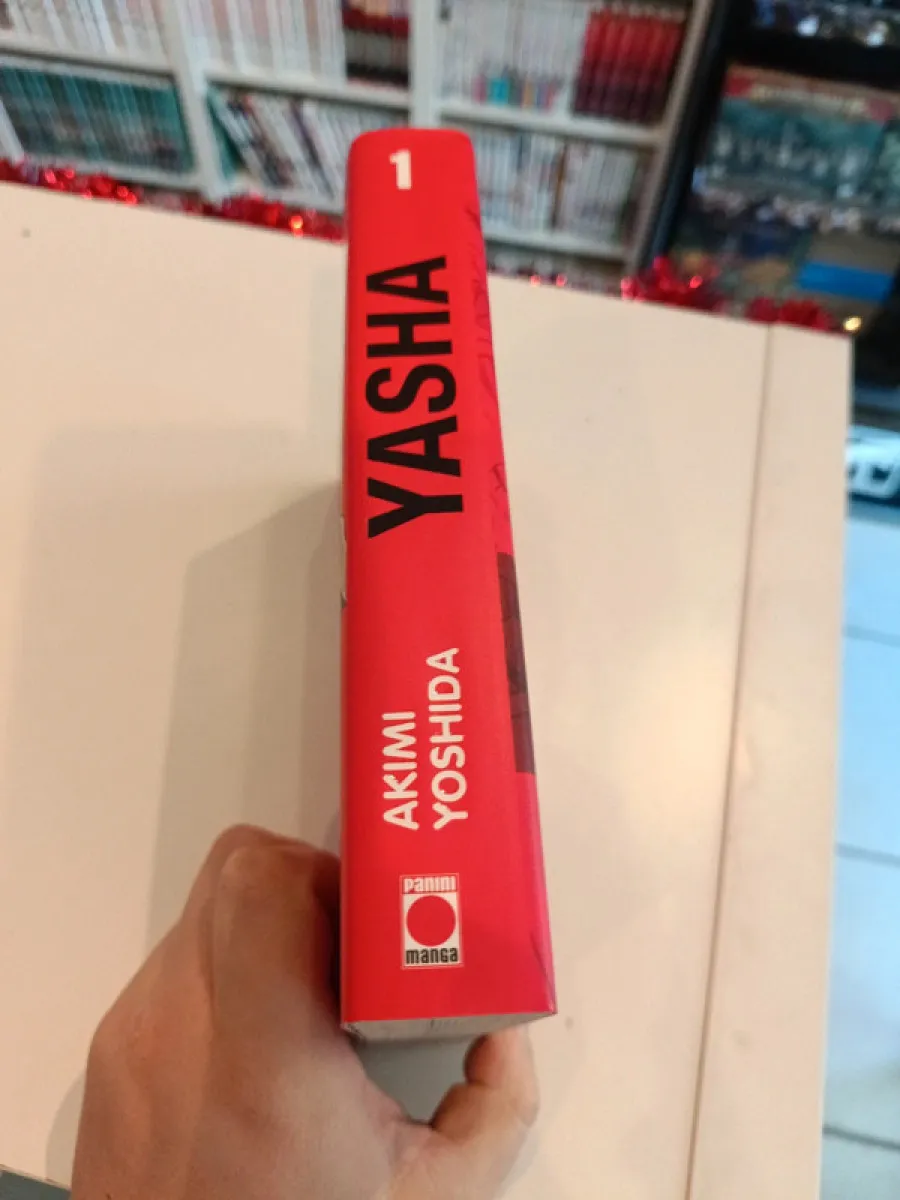 1
YASHA
AKIMI
YOSHIDA
PANINI
manga